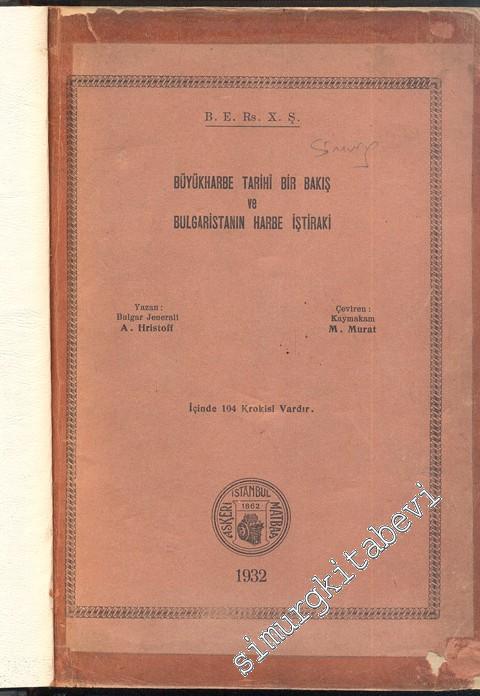 B. E. Rs. X. Ş.
Simurg
BÜYÜKHARBE TARİHİ BİR BAKIŞ
ve
BULGARİSTANIN HARBE İŞTİRAKİ
Yazan :
Bulgar Jenerali
A. Hristoff
Çeviren :
Kaymakam
M. Murat
İçinde 104 Krokisi Vardır.
İSTANBUL
1862
ASKERİ MATBAA
1932
simurgkitabevi